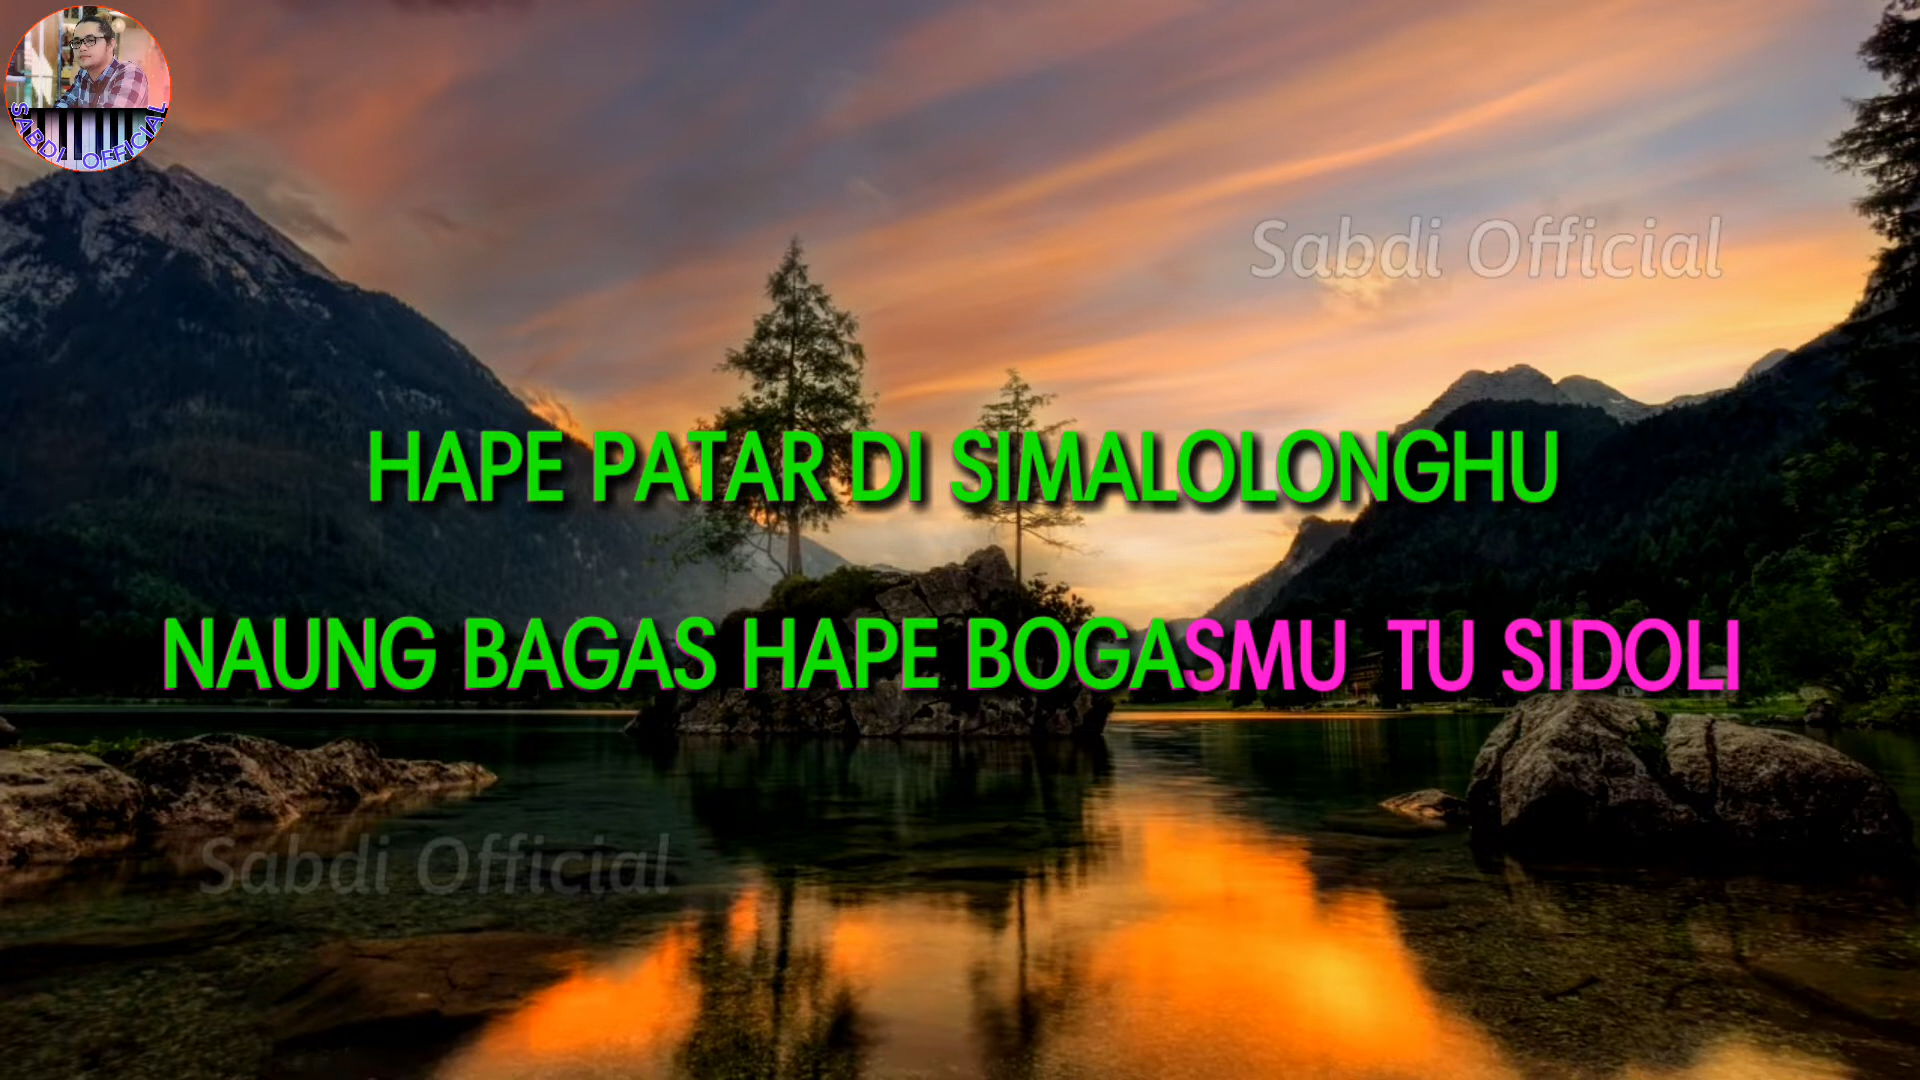 SABDI OFFICIAL
Sabdi Official
HAPE PATAR DI SIMALOLONGHU
NAUNG BAGAS HAPE BOGASMU TU SIDOLI
Sabdi Official